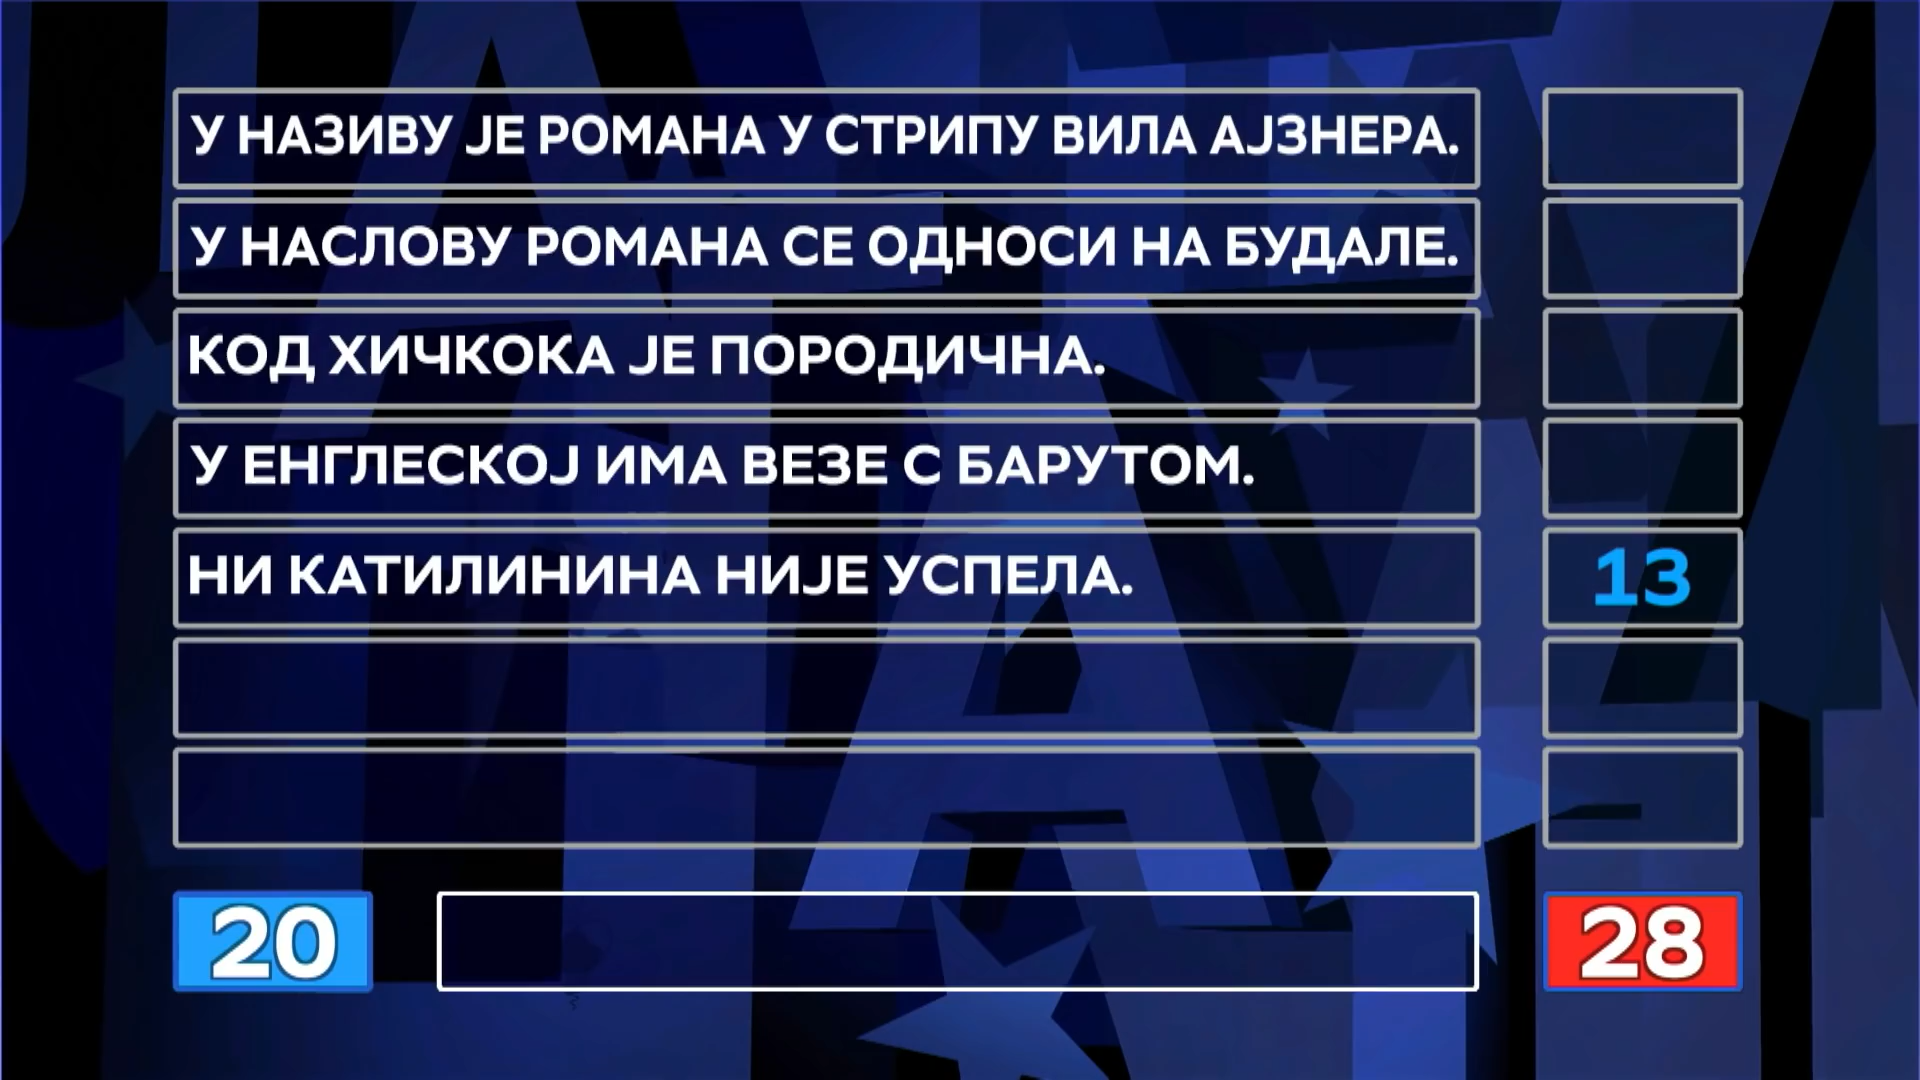 У НАЗИВУ ЈЕ РОМАНА У СТРИПУ ВИЛА АЈЗНЕРА.
У НАСЛОВУ РОМАНА СЕ ОДНОСИ НА БУДАЛЕ.
КОД ХИЧКОКА ЈЕ ПОРОДИЧНА.
У ЕНГЛЕСКОЈ ИМА ВЕЗЕ С БАРУТОМ.
НИ КАТИЛИНИНА НИЈЕ УСПЕЛА.
13
20
28